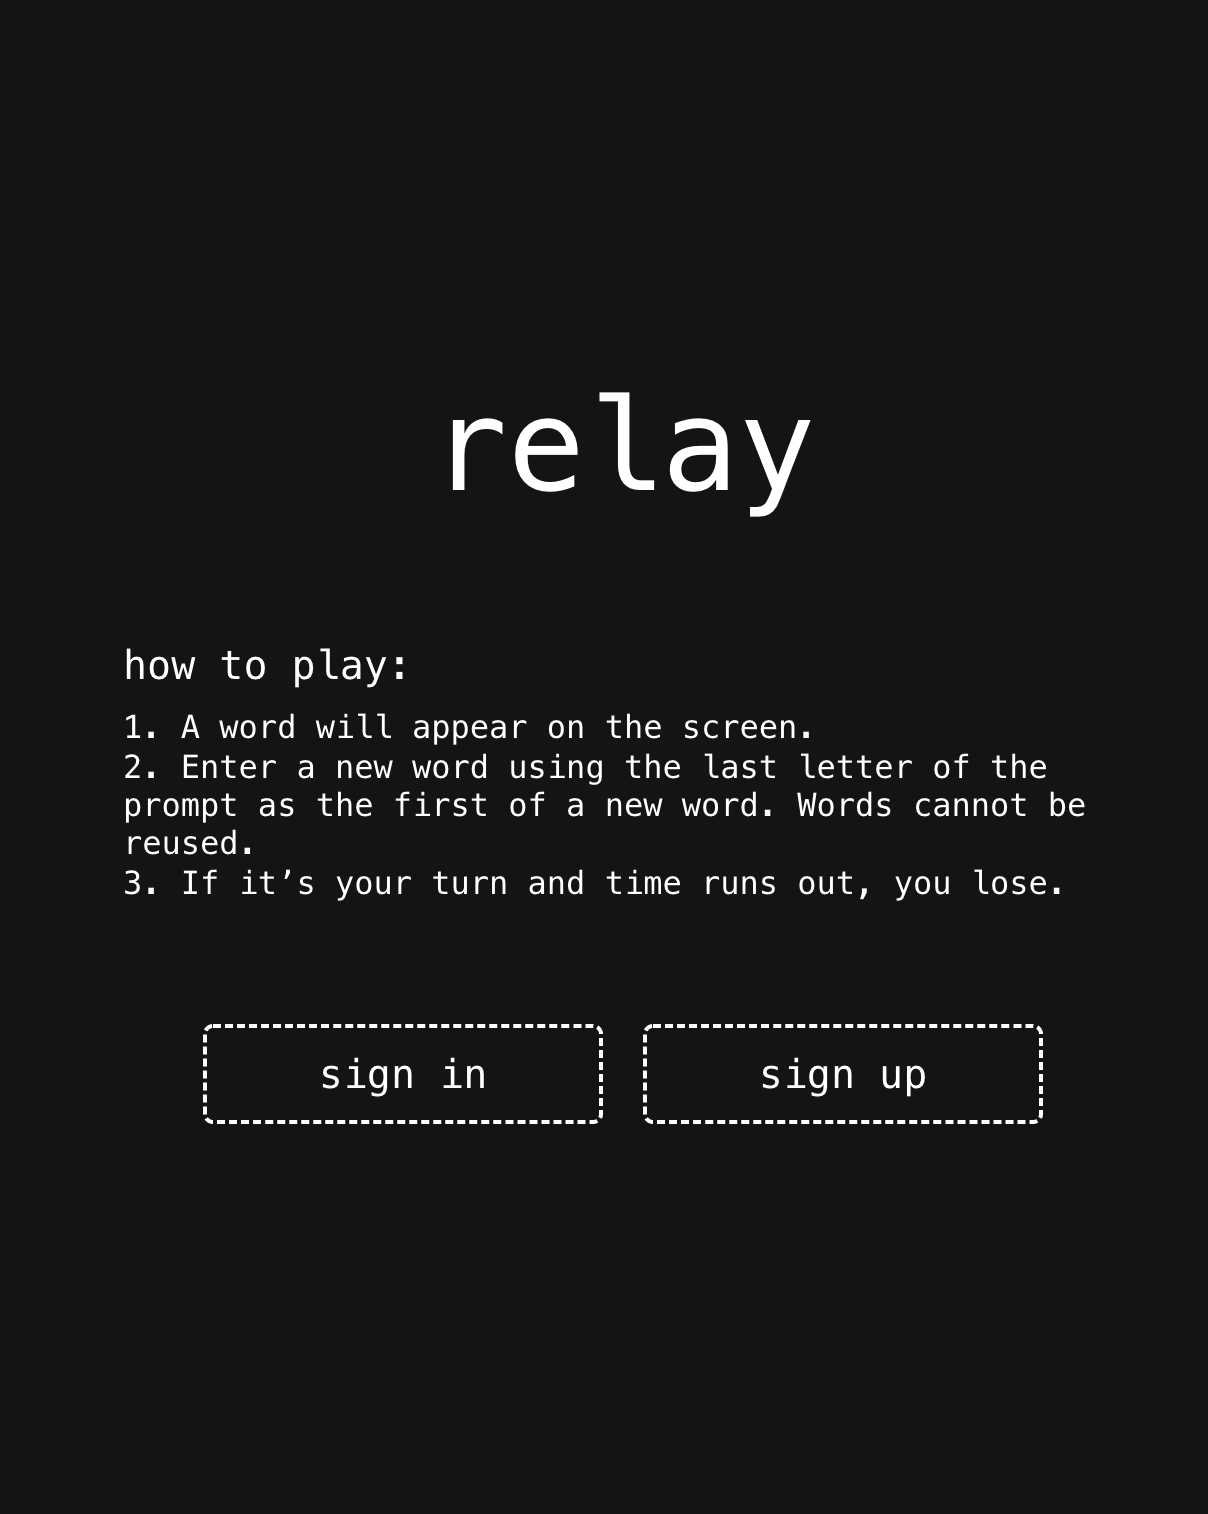 relay
how to play:
1. A word will appear on the screen.
2. Enter a new word using the last letter of the
prompt as the first of a new word. Words cannot be
reused.
3. If it’s your turn and time runs out, you lose.
sign in
sign up